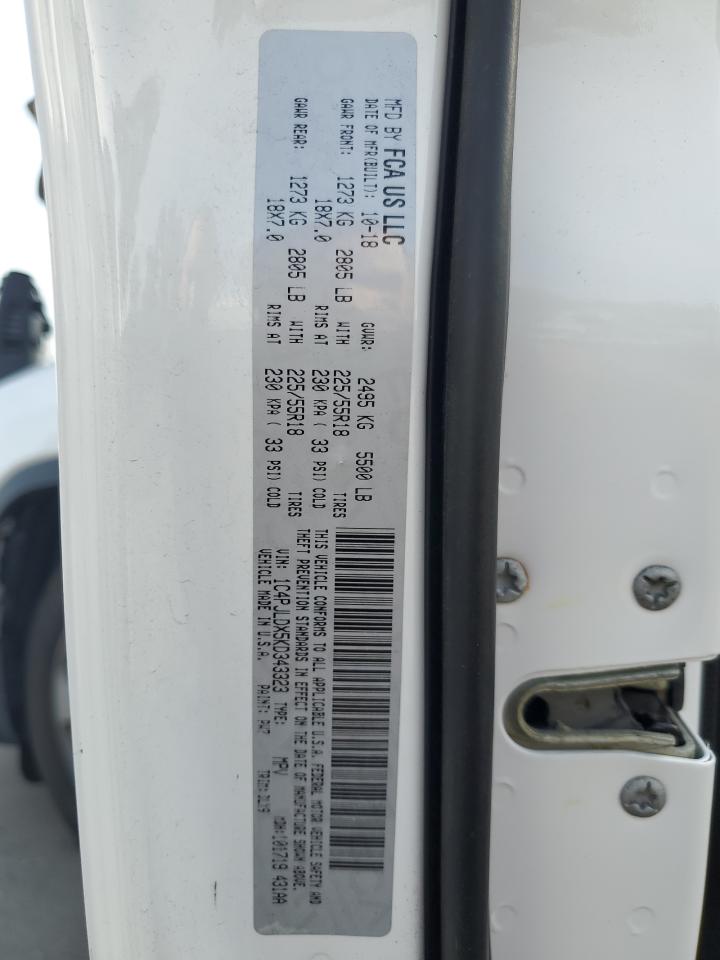 MFD BY FCA US LLC
DATE OF MFR(BUILT): 10-18 GVWR: 2495 KG 5500 LB
GAWR FRONT: 1273 KG 2805 LB WITH 225/55R18 TIRES
18X7.0 RIMS AT 230 KPA ( 33 PSI) COLD
GAWR REAR: 1273 KG 2805 LB WITH 225/55R18 TIRES
18X7.0 RIMS AT 230 KPA ( 33 PSI) COLD
THIS VEHICLE CONFORMS TO ALL APPLICABLE U.S.A. FEDERAL MOTOR VEHICLE SAFETY AND
THEFT PREVENTION STANDARDS IN EFFECT ON THE DATE OF MANUFACTURE SHOWN ABOVE.
VIN: 1C4PJLDX5KD343323 TYPE: MPV MDH: 101719 431AA
VEHICLE MADE IN U.S.A. PAINT: PW7 TRIM: